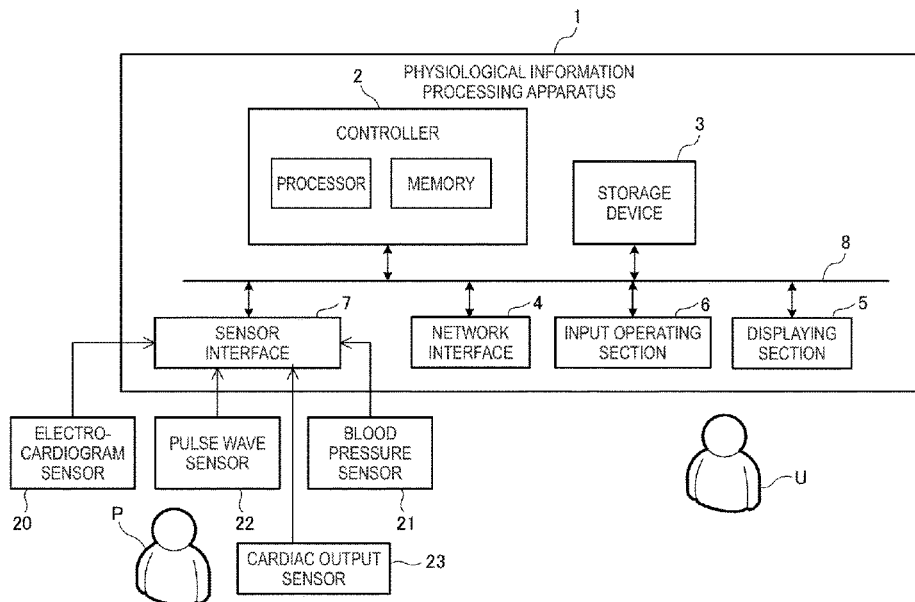 1
PHYSIOLOGICAL INFORMATION
PROCESSING APPARATUS
2
CONTROLLER
PROCESSOR
MEMORY
3
STORAGE
DEVICE
8
7
SENSOR
INTERFACE
4
NETWORK
INTERFACE
6
INPUT OPERATING
SECTION
5
DISPLAYING
SECTION
ELECTRO-
CARDIOGRAM
SENSOR
20
PULSE WAVE
SENSOR
22
BLOOD
PRESSURE
SENSOR
21
U
P
CARDIAC OUTPUT
SENSOR
23